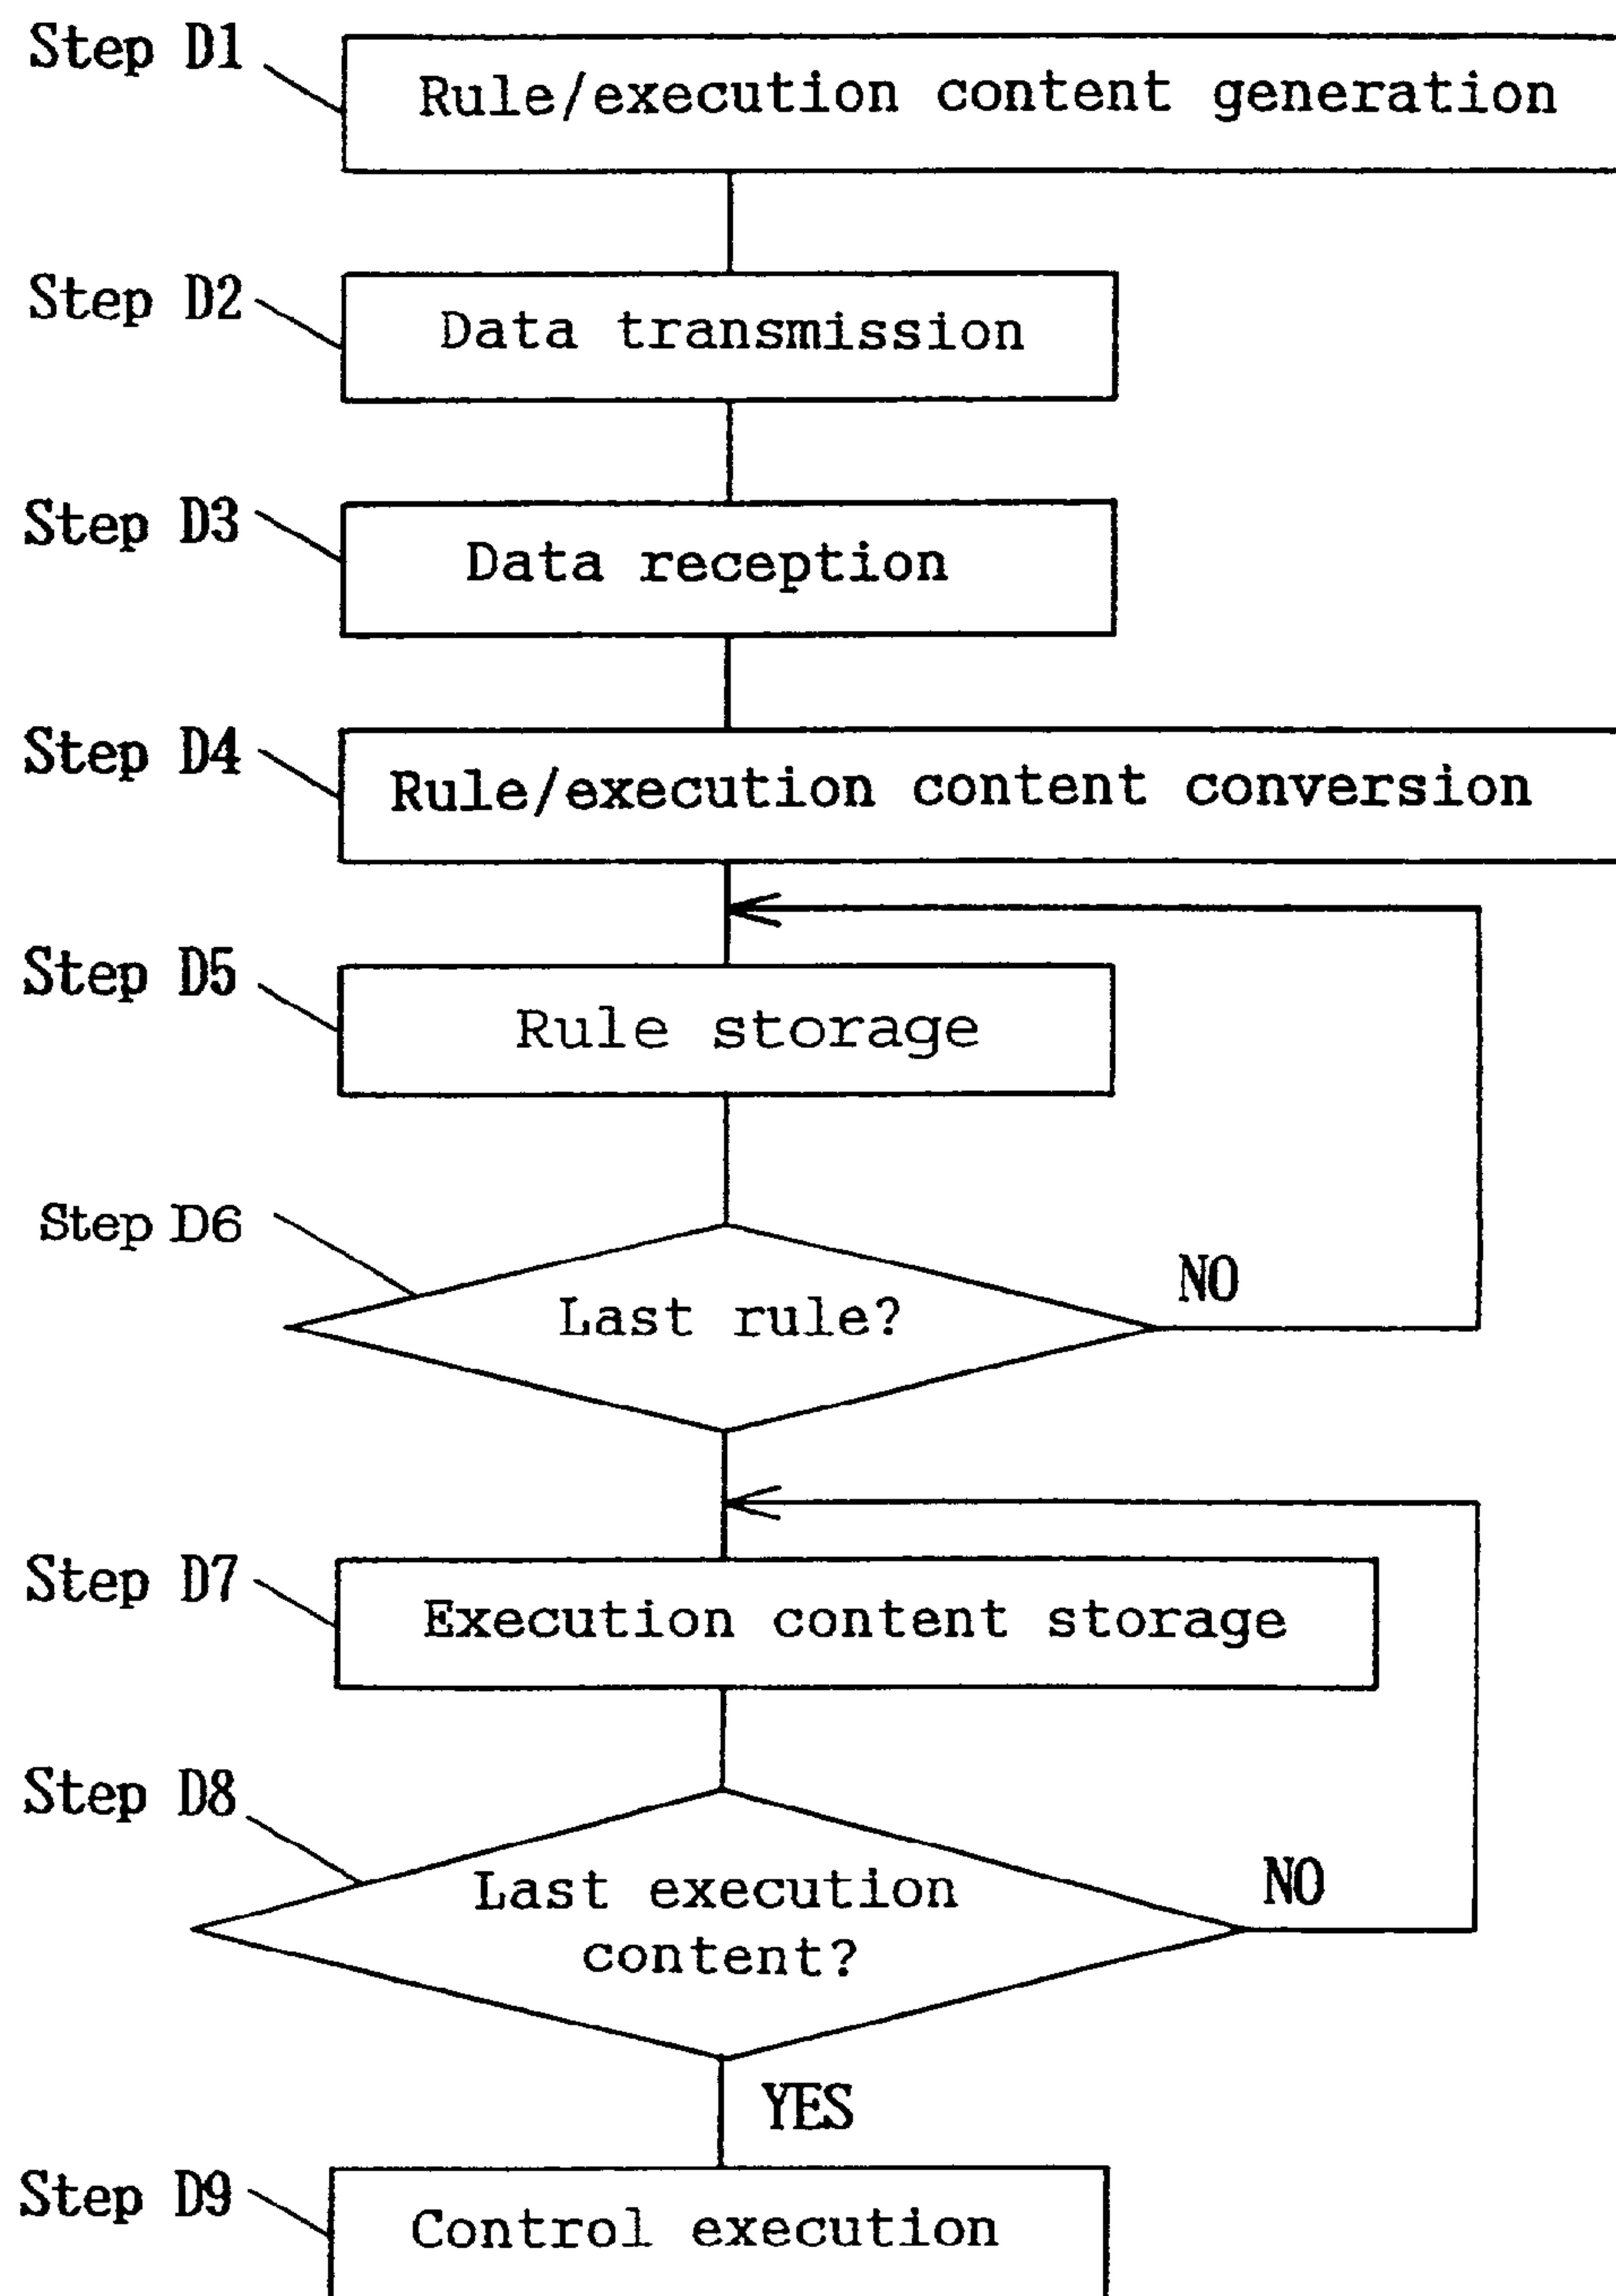 Step D1
Rule/execution content generation
Step D2
Data transmission
Step D3
Data reception
Step D4
Rule/execution content conversion
Step D5
Rule storage
Step D6
Last rule?
NO
Step D7
Execution content storage
Step D8
Last execution
content?
NO
YES
Step D9
Control execution